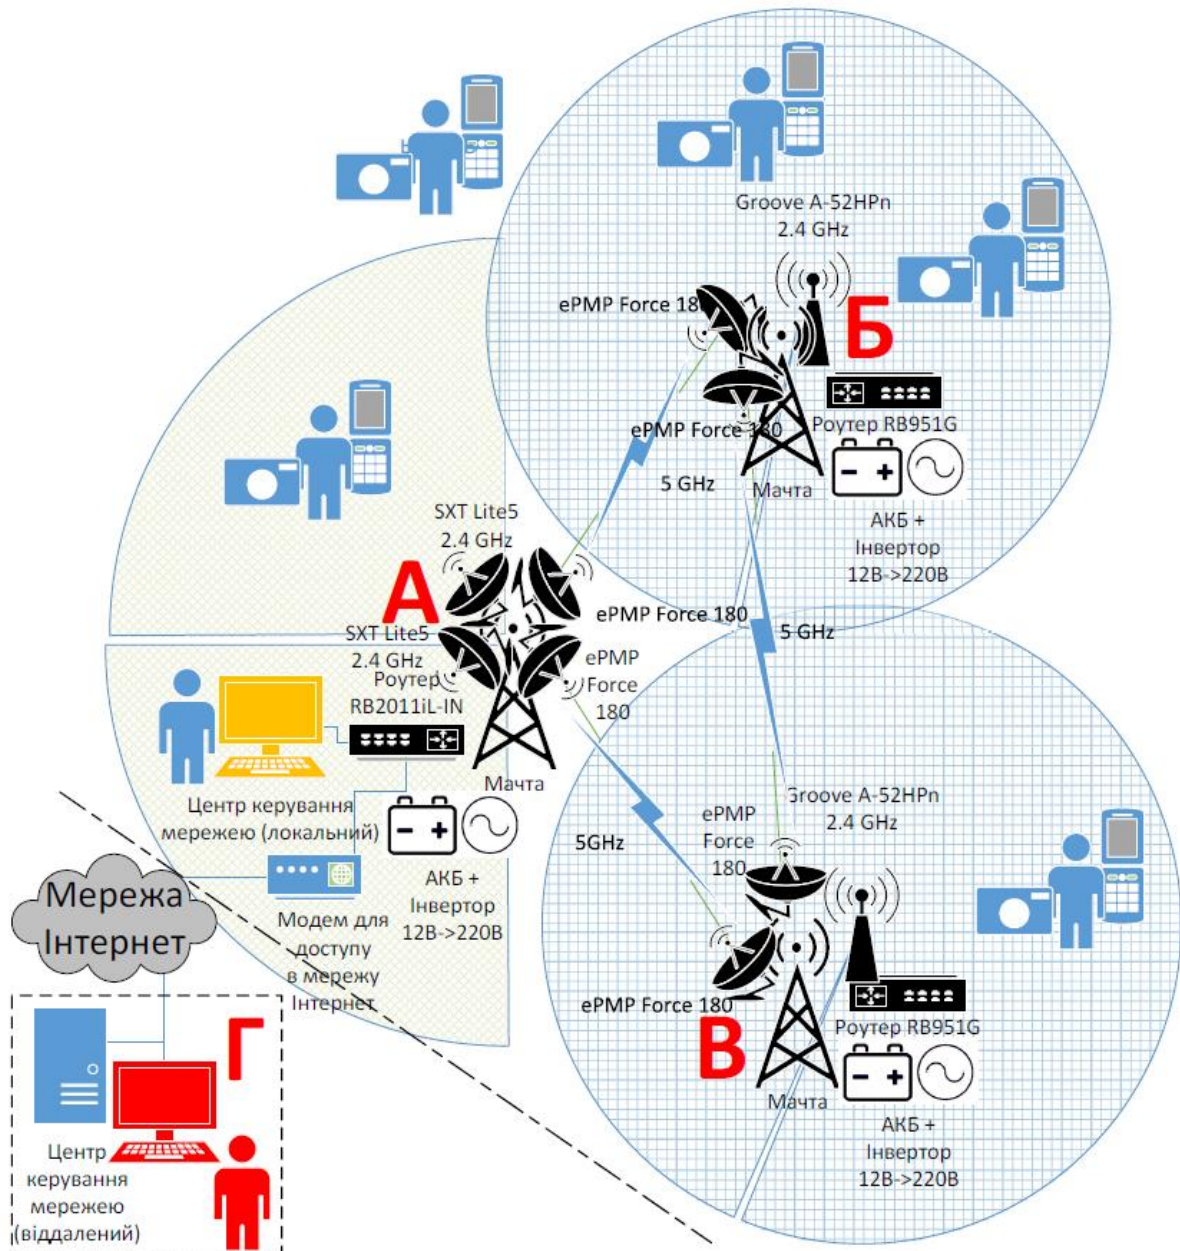 Groove A-52HPn
2.4 GHz
ePMP Force 180
Б
ePMP Force 180
Роутер RB951G
5 GHz
Мачта
АКБ +
Інвертор
12В->220В
SXT Lite5
2.4 GHz
А
ePMP Force 180
5 GHz
SXT Lite5
2.4 GHz
ePMP
Force
180
Роутер
RB2011iL-IN
Мачта
Центр керування
мережею (локальний)
АКБ +
Інвертор
12В->220В
Модем для
доступу
в мережу
Інтернет
5GHz
Groove A-52HPn
2.4 GHz
ePMP
Force
180
ePMP Force 180
В
Роутер RB951G
Мачта
АКБ +
Інвертор
12В->220В
Мережа
Інтернет
Г
Центр
керування
мережею
(віддалений)